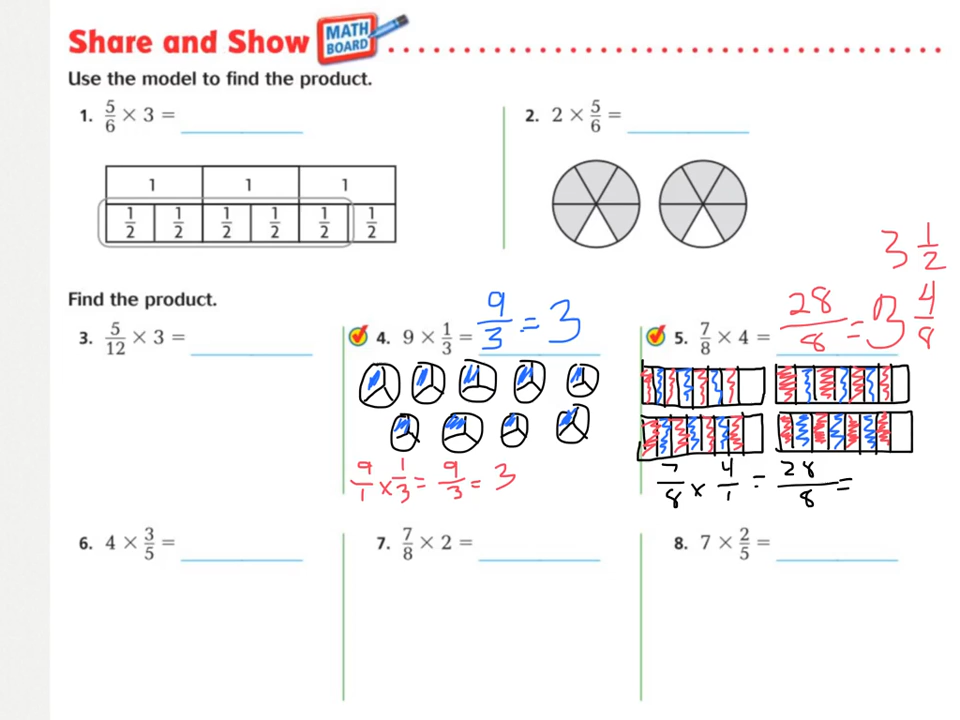 Share and Show MATH BOARD
Use the model to find the product.
1. 5/6 × 3 =
2. 2 × 5/6 =
1 1 1
1/2 1/2 1/2 1/2 1/2 1/2
3 1/2
Find the product.
3. 5/12 × 3 =
4. 9 × 1/3 = 9/3 = 3
5. 7/8 × 4 = 28/8 = 3 4/8
9/1 × 1/3 = 9/3 = 3
7/8 × 4/1 = 28/8 =
6. 4 × 3/5 =
7. 7/8 × 2 =
8. 7 × 2/5 =